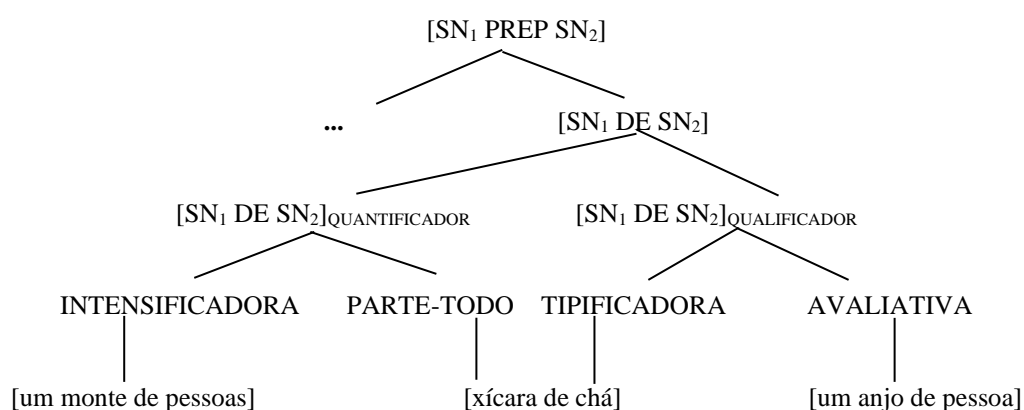 [SN₁ PREP SN₂]
... [SN₁ DE SN₂]
[SN₁ DE SN₂]QUANTIFICADOR [SN₁ DE SN₂]QUALIFICADOR
INTENSIFICADORA PARTE-TODO TIPIFICADORA AVALIATIVA
[um monte de pessoas] [xícara de chá] [um anjo de pessoa]